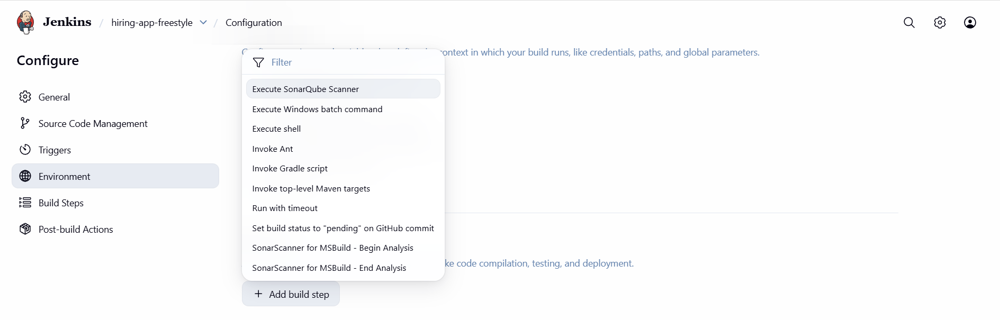 Jenkins / hiring-app-freestyle / Configuration
Configure
General
Source Code Management
Triggers
Environment
Build Steps
Post-build Actions
context in which your build runs, like credentials, paths, and global parameters.
Filter
Execute SonarQube Scanner
Execute Windows batch command
Execute shell
Invoke Ant
Invoke Gradle script
Invoke top-level Maven targets
Run with timeout
Set build status to "pending" on GitHub commit
SonarScanner for MSBuild - Begin Analysis
SonarScanner for MSBuild - End Analysis
code compilation, testing, and deployment.
+ Add build step